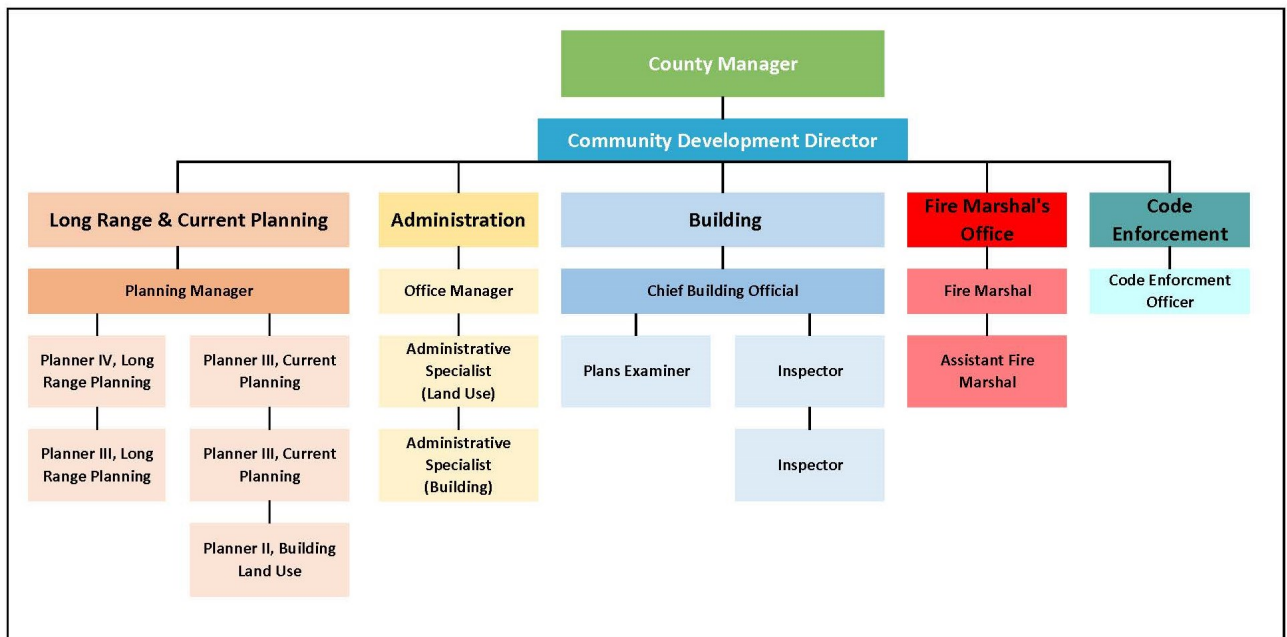 County Manager
Community Development Director
Long Range & Current Planning
Administration
Building
Fire Marshal's
Office
Code
Enforcement
Planning Manager
Office Manager
Chief Building Official
Fire Marshal
Code Enforcment
Officer
Planner IV, Long
Range Planning
Planner III, Current
Planning
Administrative
Specialist
(Land Use)
Plans Examiner
Inspector
Assistant Fire
Marshal
Planner III, Long
Range Planning
Planner III, Current
Planning
Administrative
Specialist
(Building)
Inspector
Planner II, Building
Land Use